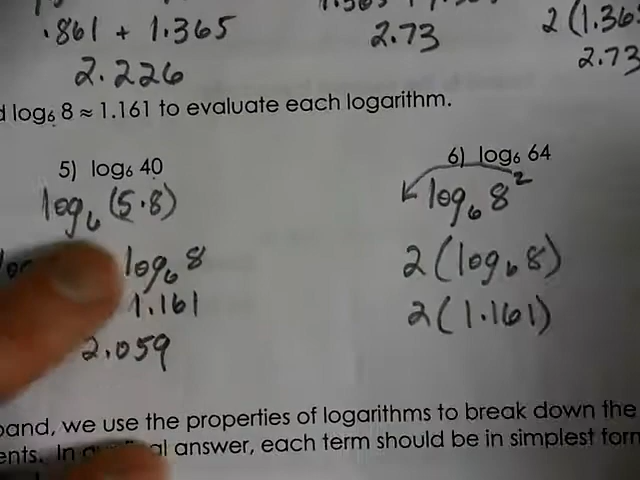 .861 + 1.365
2.226
2.73
2(1.36
2.73
log₆ 8 ≈ 1.161 to evaluate each logarithm.
5) log₆ 40
log₆(5·8)
log₆ 8
1.161
2.059
6) log₆ 64
log₆ 8²
2(log₆ 8)
2(1.161)
we use the properties of logarithms to break down the
In answer, each term should be in simplest form